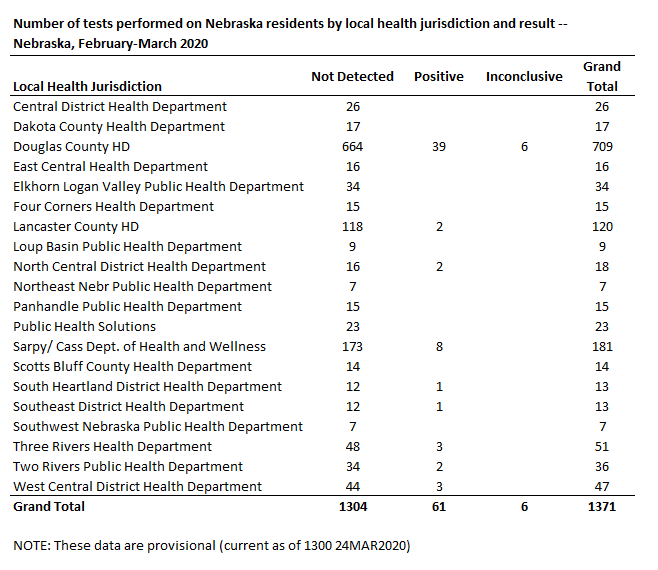 Number of tests performed on Nebraska residents by local health jurisdiction and result --
Nebraska, February-March 2020
Local Health Jurisdiction Not Detected Positive Inconclusive Grand Total
Central District Health Department 26 26
Dakota County Health Department 17 17
Douglas County HD 664 39 6 709
East Central Health Department 16 16
Elkhorn Logan Valley Public Health Department 34 34
Four Corners Health Department 15 15
Lancaster County HD 118 2 120
Loup Basin Public Health Department 9 9
North Central District Health Department 16 2 18
Northeast Nebr Public Health Department 7 7
Panhandle Public Health Department 15 15
Public Health Solutions 23 23
Sarpy/ Cass Dept. of Health and Wellness 173 8 181
Scotts Bluff County Health Department 14 14
South Heartland District Health Department 12 1 13
Southeast District Health Department 12 1 13
Southwest Nebraska Public Health Department 7 7
Three Rivers Health Department 48 3 51
Two Rivers Public Health Department 34 2 36
West Central District Health Department 44 3 47
Grand Total 1304 61 6 1371
NOTE: These data are provisional (current as of 1300 24MAR2020)